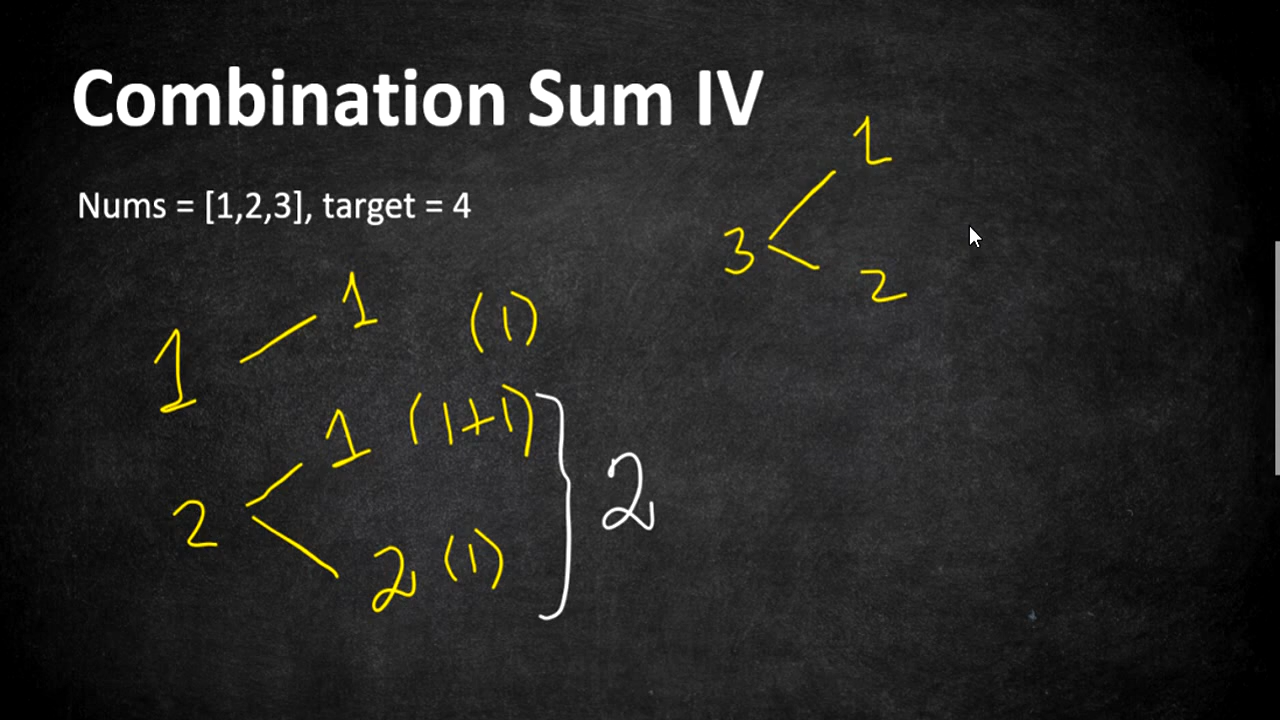 Combination Sum IV
Nums = [1,2,3], target = 4
1 1 (1)
2 1 (1+1)
2 (1)
2
3 1
2